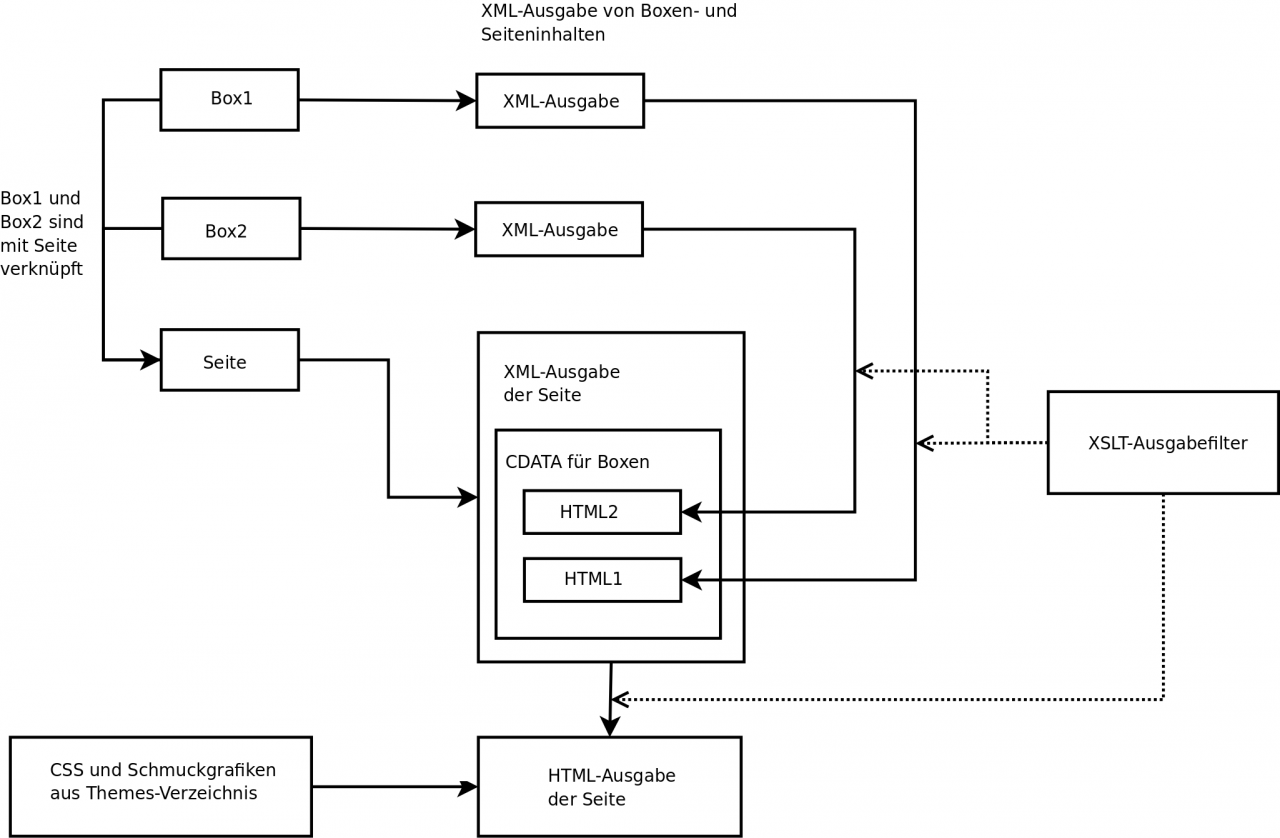 XML-Ausgabe von Boxen- und
Seiteninhalten
Box1
XML-Ausgabe
Box1 und
Box2 sind
mit Seite
verknüpft
Box2
XML-Ausgabe
Seite
XML-Ausgabe
der Seite
CDATA für Boxen
HTML2
HTML1
XSLT-Ausgabefilter
CSS und Schmuckgrafiken
aus Themes-Verzeichnis
HTML-Ausgabe
der Seite